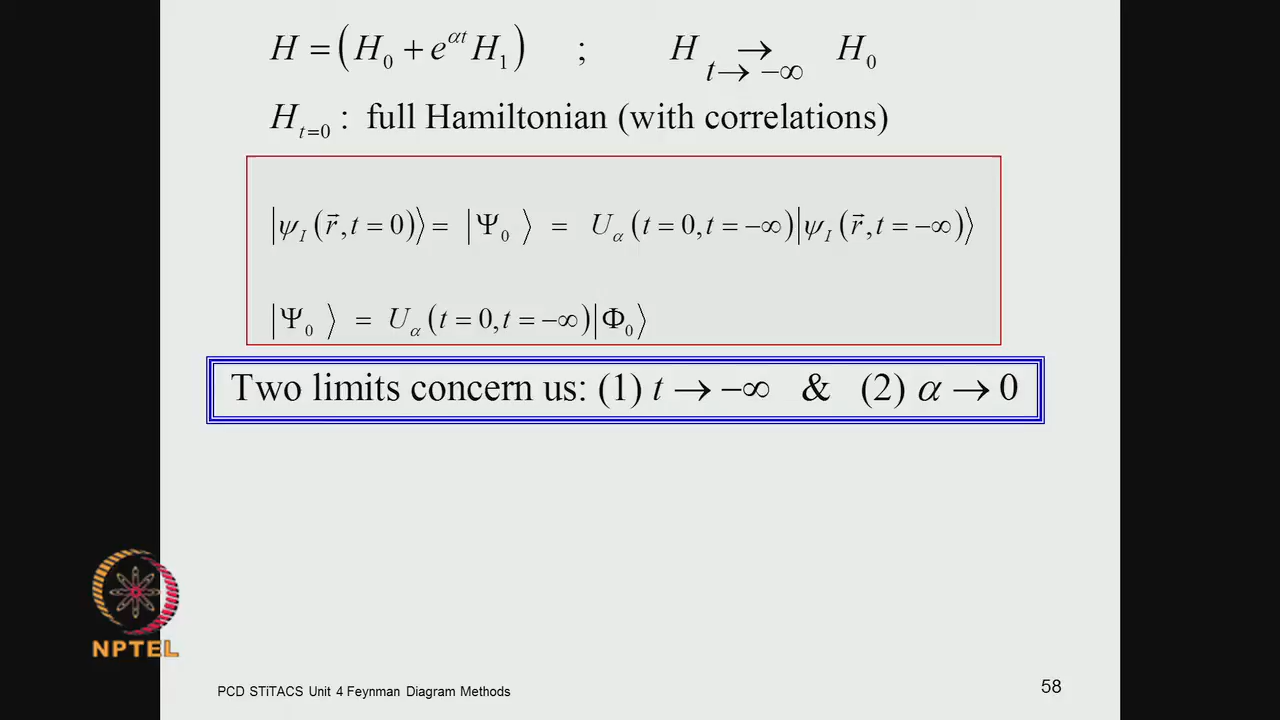 H = (H₀ + e^{αt} H₁) ; H → H₀
t → −∞
H_{t=0} : full Hamiltonian (with correlations)
|ψ_I (r⃗, t = 0)⟩ = |Ψ₀ ⟩ = U_α (t = 0, t = −∞)|ψ_I (r⃗, t = −∞)⟩
|Ψ₀ ⟩ = U_α (t = 0, t = −∞)|Φ₀⟩
Two limits concern us: (1) t → −∞ & (2) α → 0
NPTEL
PCD STiTACS Unit 4 Feynman Diagram Methods
58